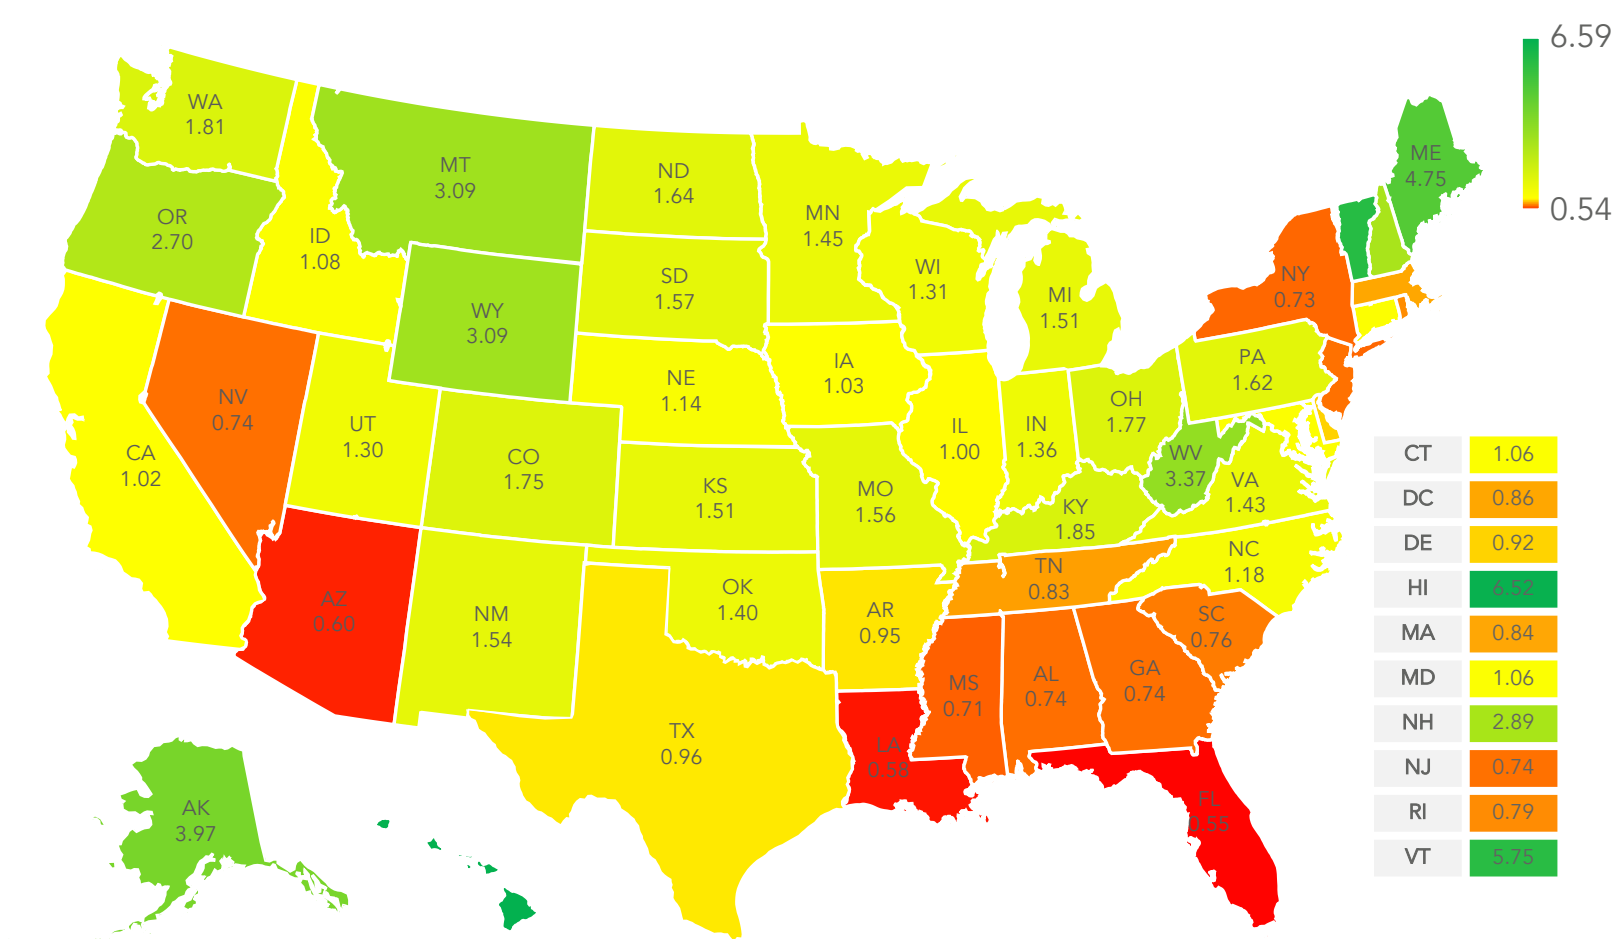 6.59
0.54
WA
1.81
MT
3.09
ND
1.64
MN
1.45
ME
4.75
OR
2.70
ID
1.08
SD
1.57
WI
1.31
MI
1.51
NY
0.73
WY
3.09
IA
1.03
PA
1.62
NV
0.74
UT
1.30
NE
1.14
IL
1.00
IN
1.36
OH
1.77
CA
1.02
CO
1.75
KS
1.51
MO
1.56
WV
3.37
VA
1.43
KY
1.85
NC
1.18
AZ
0.60
NM
1.54
OK
1.40
AR
0.95
TN
0.83
SC
0.76
TX
0.96
LA
0.58
MS
0.71
AL
0.74
GA
0.74
FL
0.55
AK
3.97
CT 1.06
DC 0.86
DE 0.92
HI 6.52
MA 0.84
MD 1.06
NH 2.89
NJ 0.74
RI 0.79
VT 5.75